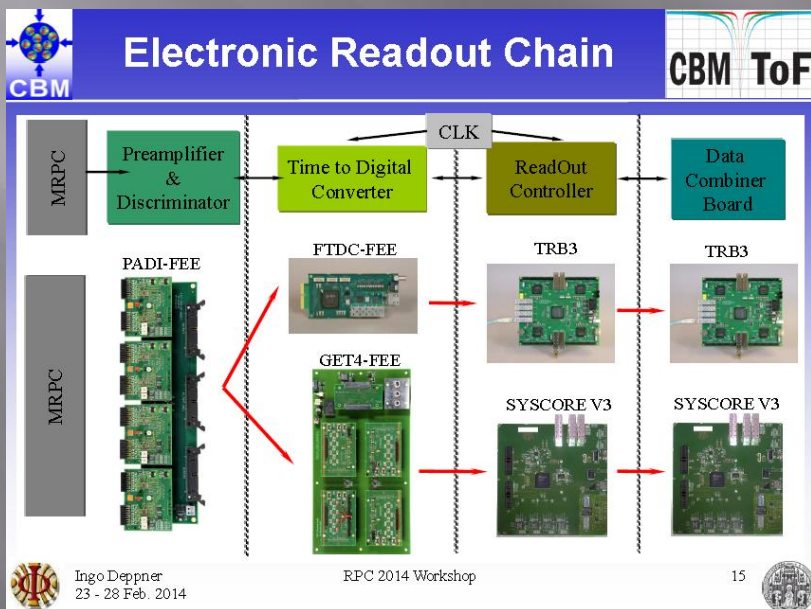 CBM
Electronic Readout Chain
CBM ToF
MRPC
Preamplifier
&
Discriminator
CLK
Time to Digital
Converter
ReadOut
Controller
Data
Combiner
Board
MRPC
PADI-FEE
FTDC-FEE
TRB3
TRB3
GET4-FEE
SYSCORE V3
SYSCORE V3
Ingo Deppner
23 - 28 Feb. 2014
RPC 2014 Workshop
15